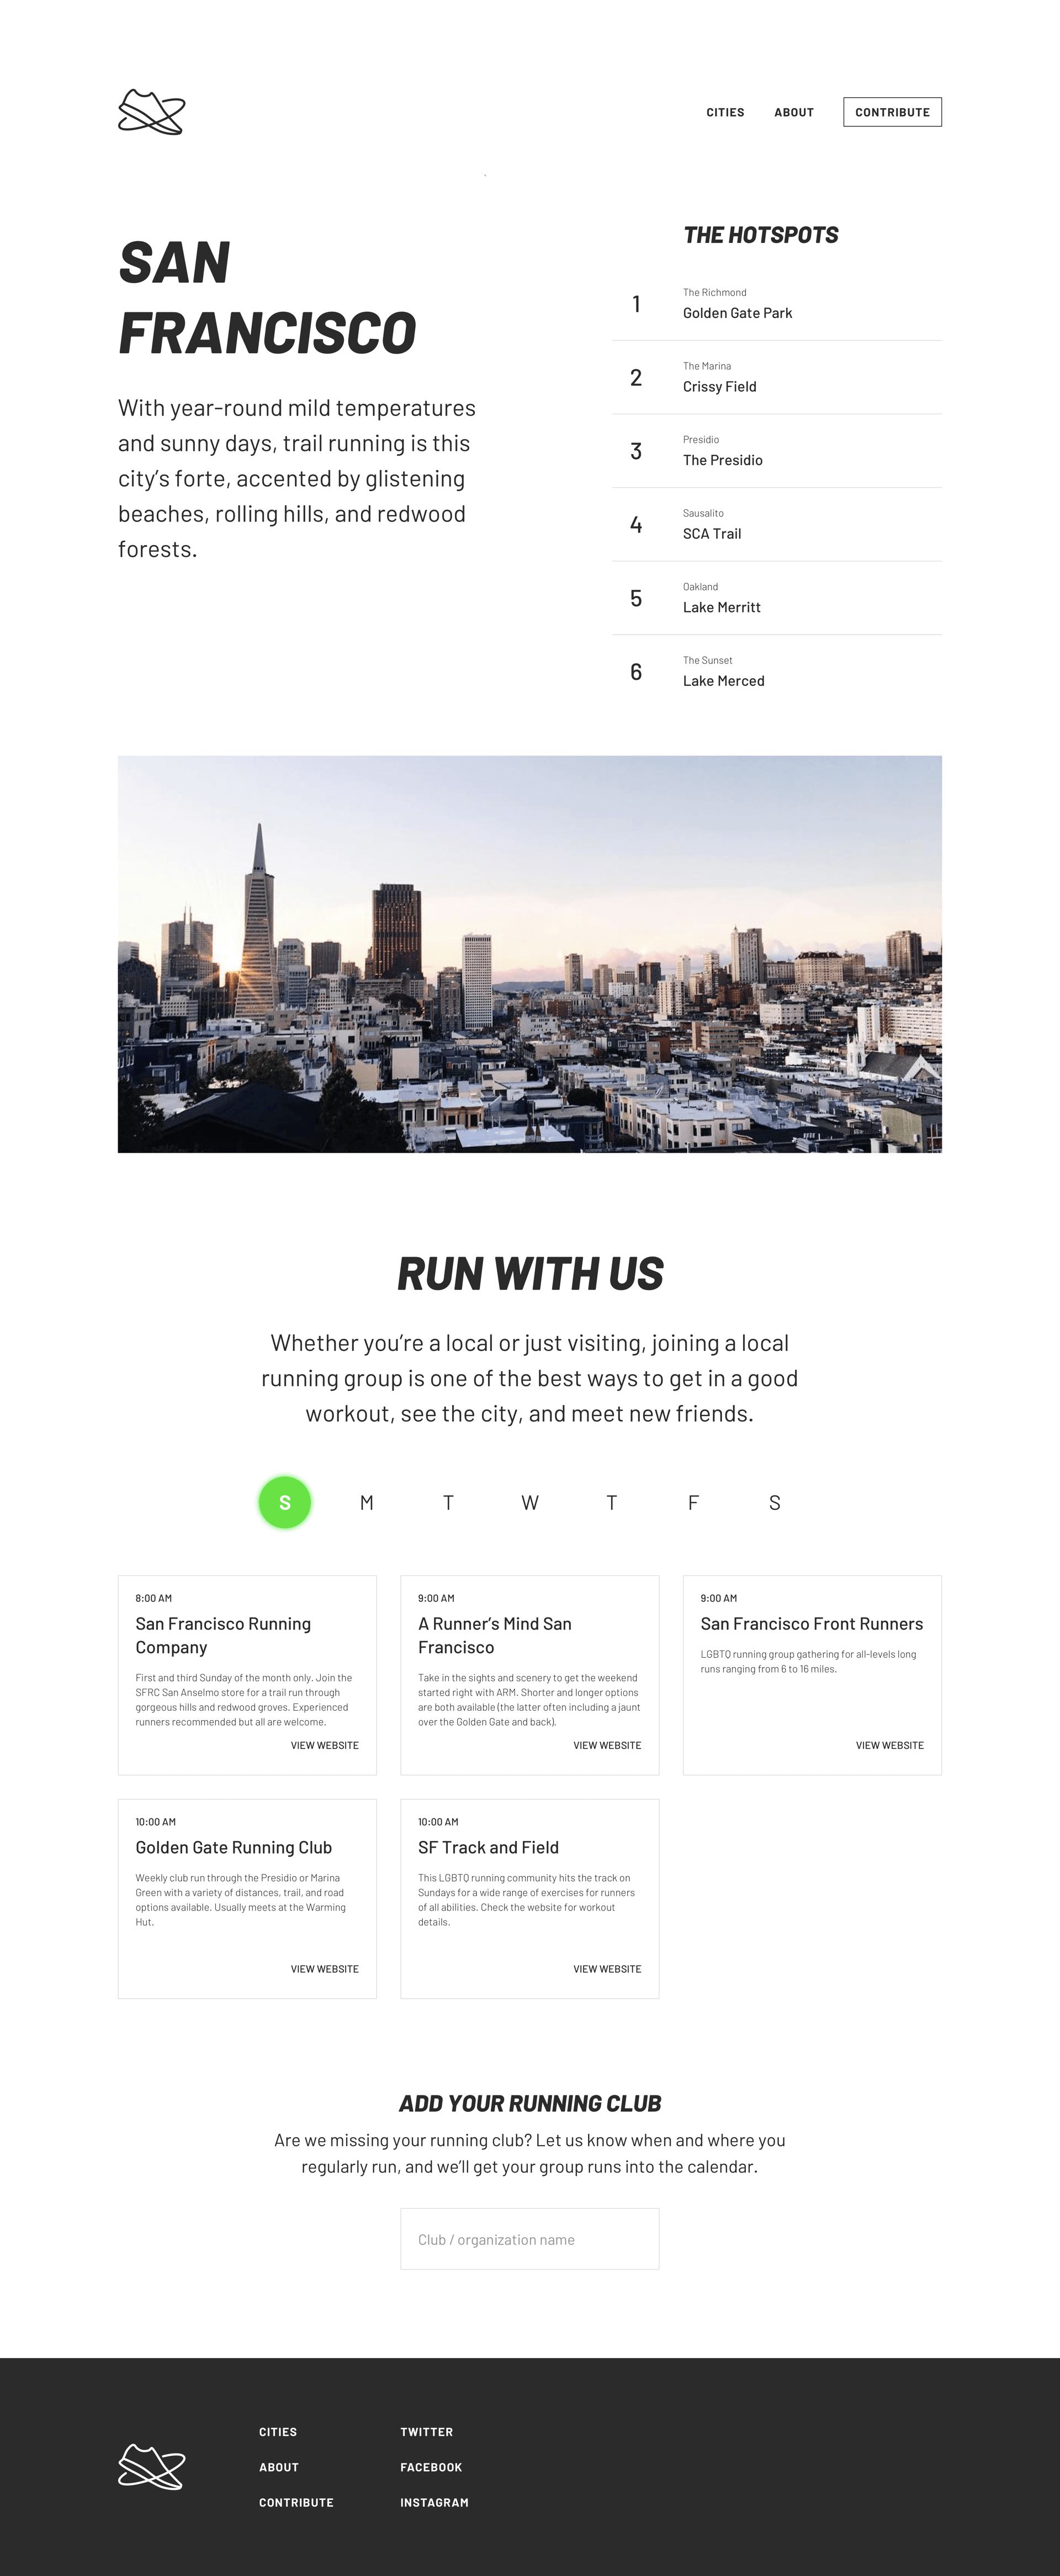 CITIES ABOUT CONTRIBUTE
SAN
FRANCISCO
With year-round mild temperatures
and sunny days, trail running is this
city’s forte, accented by glistening
beaches, rolling hills, and redwood
forests.
THE HOTSPOTS
1
The Richmond
Golden Gate Park
2
The Marina
Crissy Field
3
Presidio
The Presidio
4
Sausalito
SCA Trail
5
Oakland
Lake Merritt
6
The Sunset
Lake Merced
RUN WITH US
Whether you’re a local or just visiting, joining a local
running group is one of the best ways to get in a good
workout, see the city, and meet new friends.
S M T W T F S
8:00 AM
San Francisco Running
Company
First and third Sunday of the month only. Join the
SFRC San Anselmo store for a trail run through
gorgeous hills and redwood groves. Experienced
runners recommended but all are welcome.
VIEW WEBSITE
9:00 AM
A Runner’s Mind San
Francisco
Take in the sights and scenery to get the weekend
started right with ARM. Shorter and longer options
are both available (the latter often including a jaunt
over the Golden Gate and back).
VIEW WEBSITE
9:00 AM
San Francisco Front Runners
LGBTQ running group gathering for all-levels long
runs ranging from 6 to 16 miles.
VIEW WEBSITE
10:00 AM
Golden Gate Running Club
Weekly club run through the Presidio or Marina
Green with a variety of distances, trail, and road
options available. Usually meets at the Warming
Hut.
VIEW WEBSITE
10:00 AM
SF Track and Field
This LGBTQ running community hits the track on
Sundays for a wide range of exercises for runners
of all abilities. Check the website for workout
details.
VIEW WEBSITE
ADD YOUR RUNNING CLUB
Are we missing your running club? Let us know when and where you
regularly run, and we’ll get your group runs into the calendar.
Club / organization name
CITIES
ABOUT
CONTRIBUTE
TWITTER
FACEBOOK
INSTAGRAM